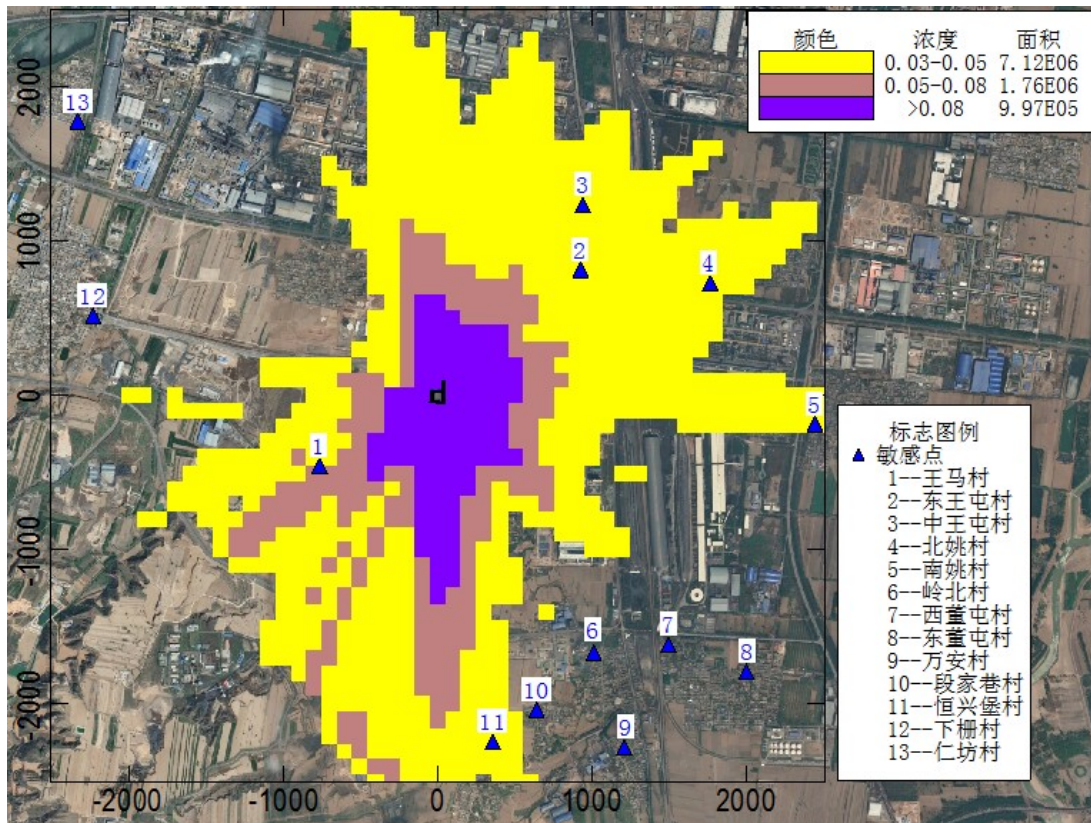 颜色 浓度 面积
0.03-0.05 7.12E06
0.05-0.08 1.76E06
>0.08 9.97E05
2000
1000
0
-1000
-2000
13
3
2
4
12
5
1
6
7
8
10
11
9
标志图例
敏感点
1--王马村
2--东王屯村
3--中王屯村
4--北姚村
5--南姚村
6--岭北村
7--西董屯村
8--东董屯村
9--万安村
10--段家巷村
11--恒兴堡村
12--下栅村
13--仁坊村
-2000 -1000 0 1000 2000